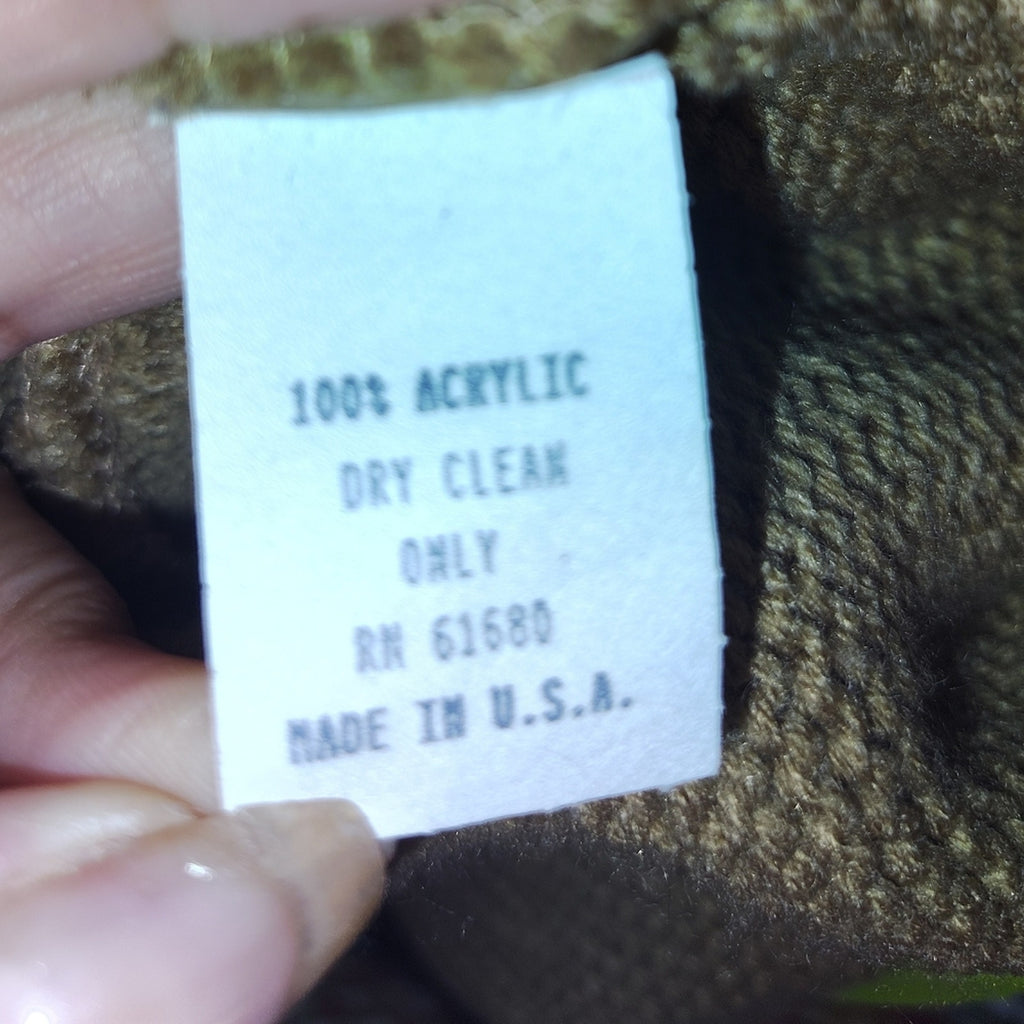 100% ACRYLIC
DRY CLEAN
ONLY
RN 61680
MADE IN U.S.A.